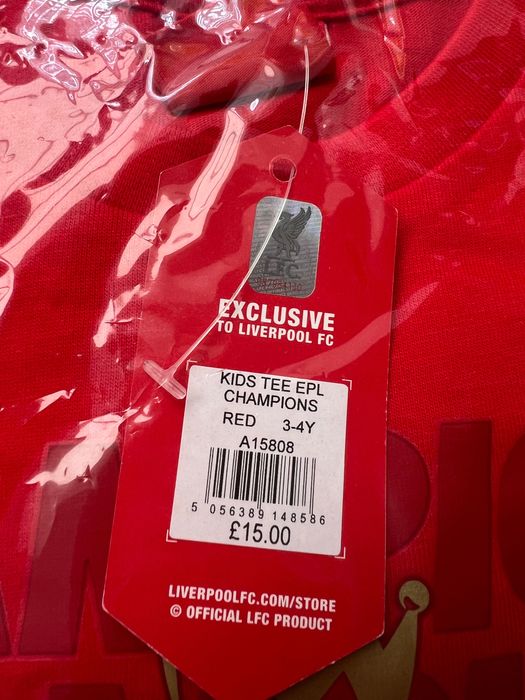 L.F.C.
EXCLUSIVE
TO LIVERPOOL FC
KIDS TEE EPL
CHAMPIONS
RED 3-4Y
A15808
5 056389 148586
£15.00
LIVERPOOLFC.COM/STORE
© OFFICIAL LFC PRODUCT